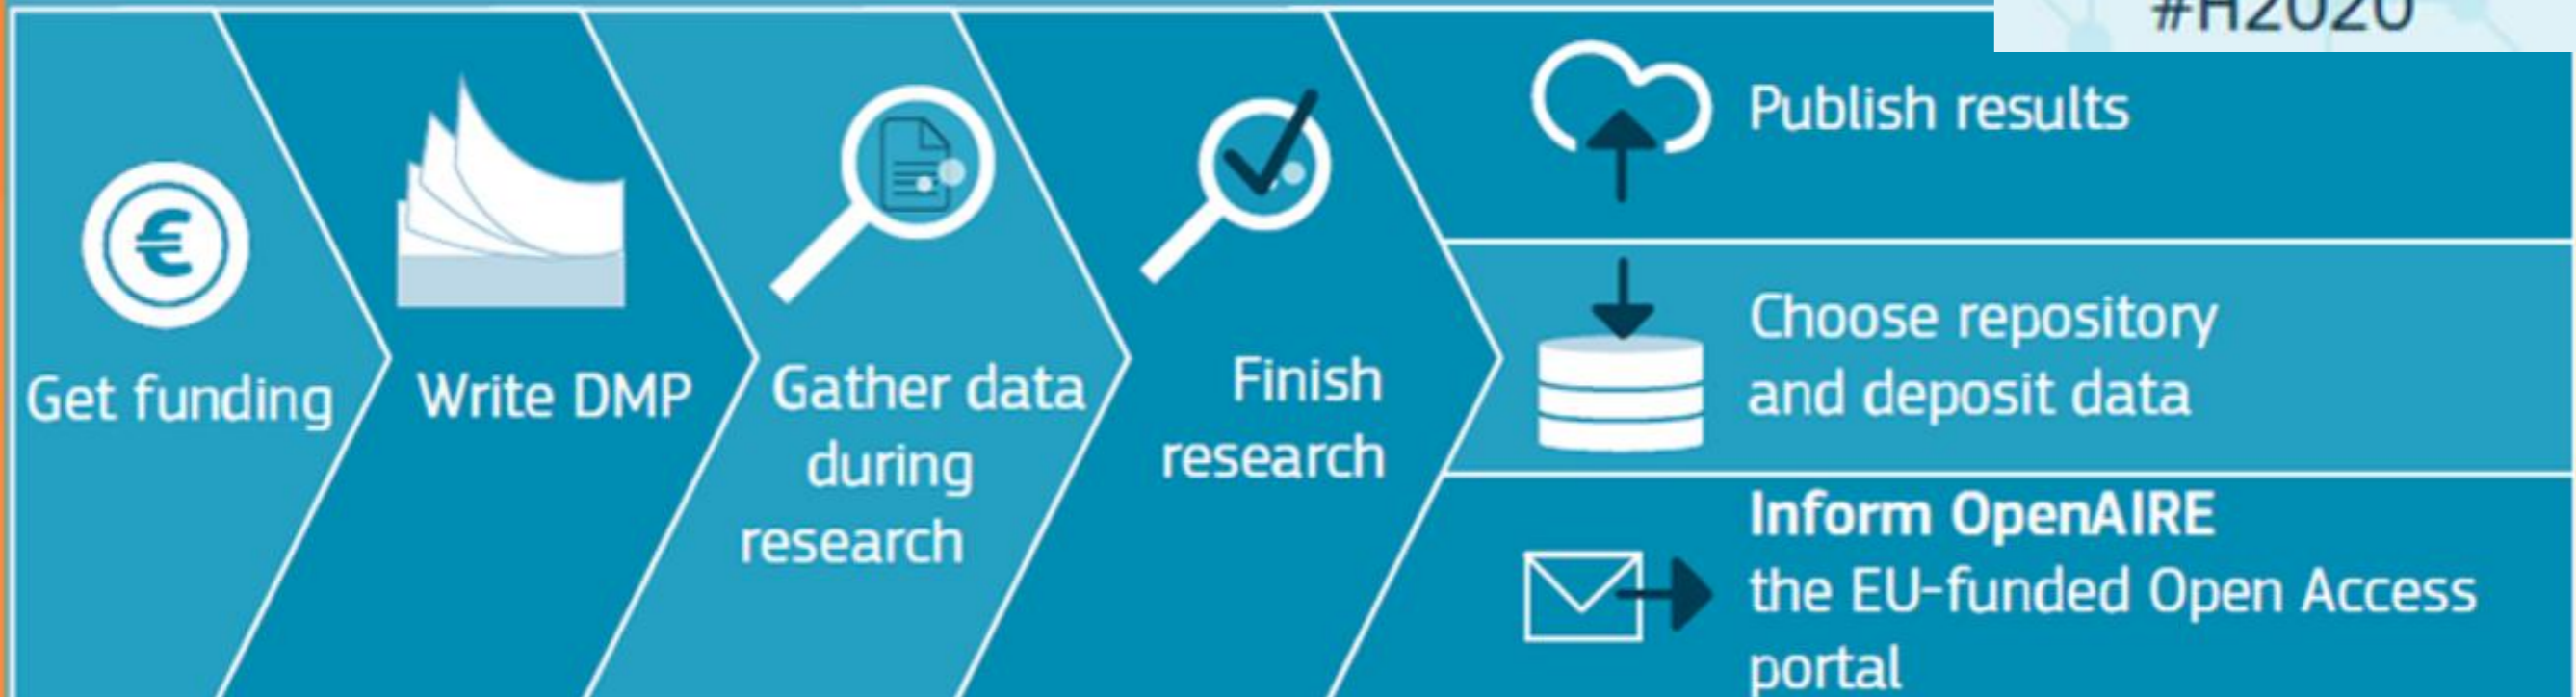 #H2020
Get funding
Write DMP
Gather data
during
research
Finish
research
Publish results
Choose repository
and deposit data
Inform OpenAIRE
the EU-funded Open Access
portal